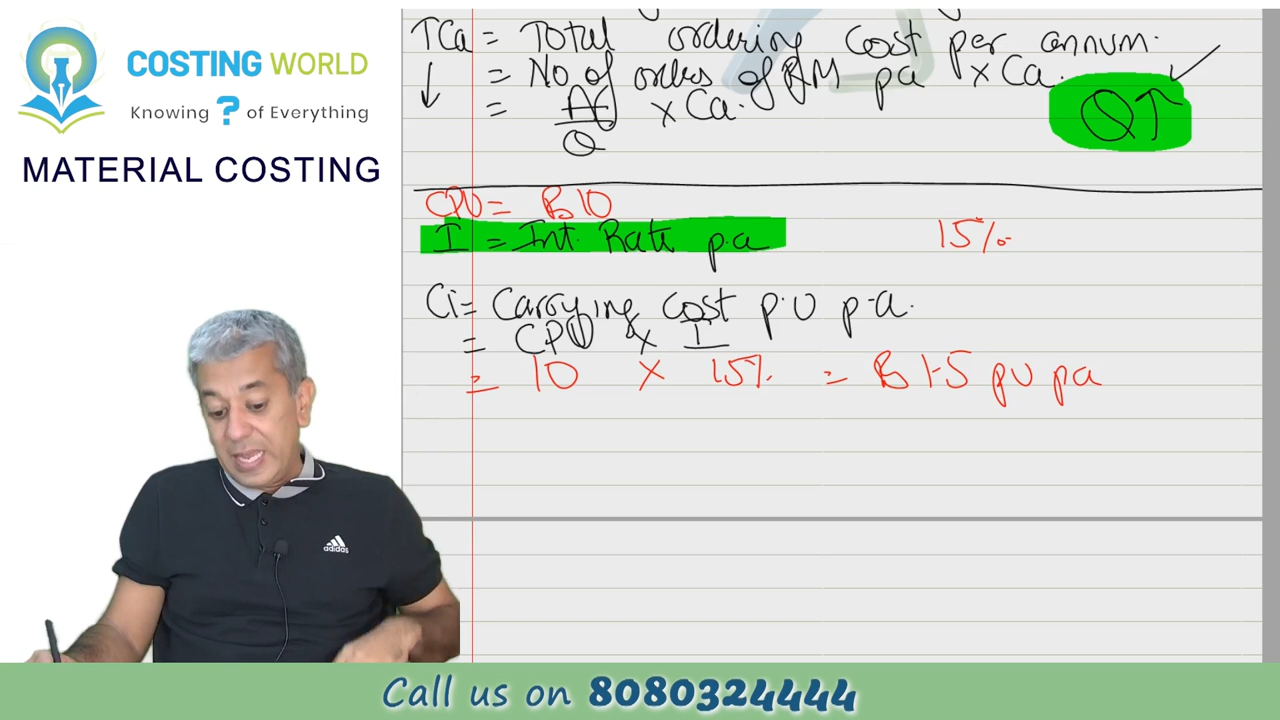 COSTING WORLD
Knowing ? of Everything
MATERIAL COSTING
TCa = Total ordering cost per annum.
↓ = No of orders of RM pa × Ca.
= A/Q × Ca.
Q↑
CPU = Rs 10
I = Int. Rate p.a 15%
Ci = Carrying cost p.u p.a.
= CPU × I
= 10 × 15% = Rs 1.5 pu pa
adidas
Call us on 8080324444